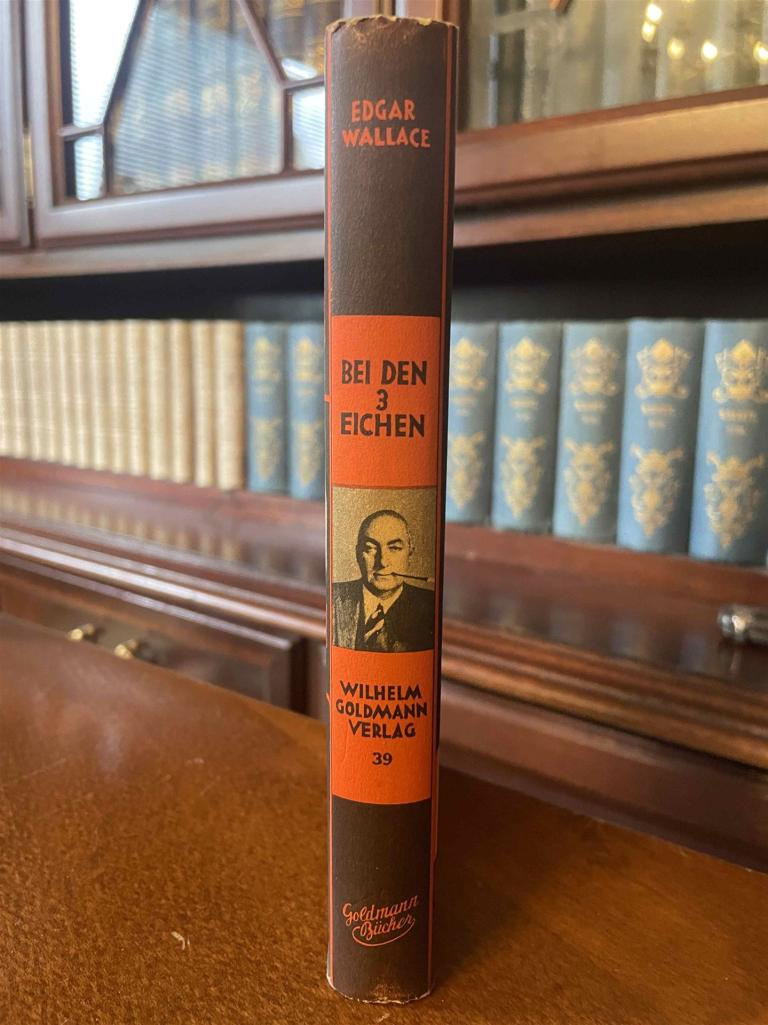 EDGAR
WALLACE
BEI DEN
3
EICHEN
WILHELM
GOLDMANN
VERLAG
39
Goldmann
Bücher